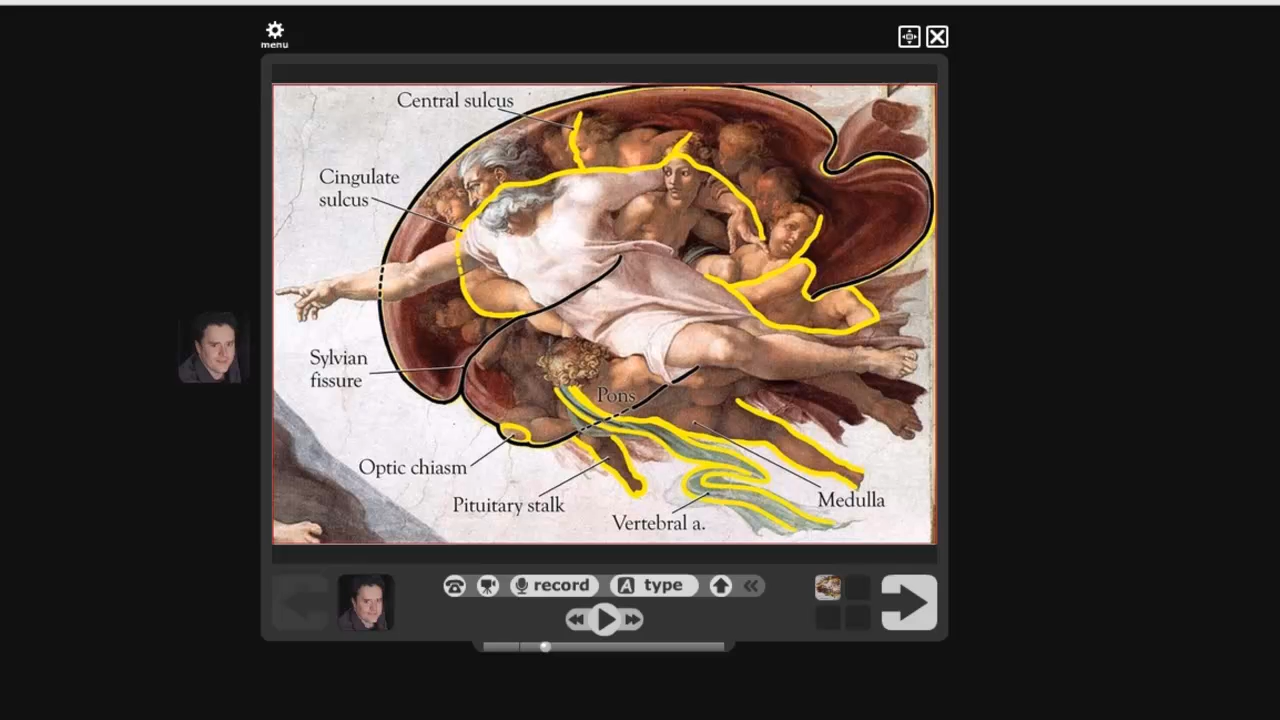 menu
Central sulcus
Cingulate
sulcus
Sylvian
fissure
Pons
Optic chiasm
Pituitary stalk
Vertebral a.
Medulla
record
A type